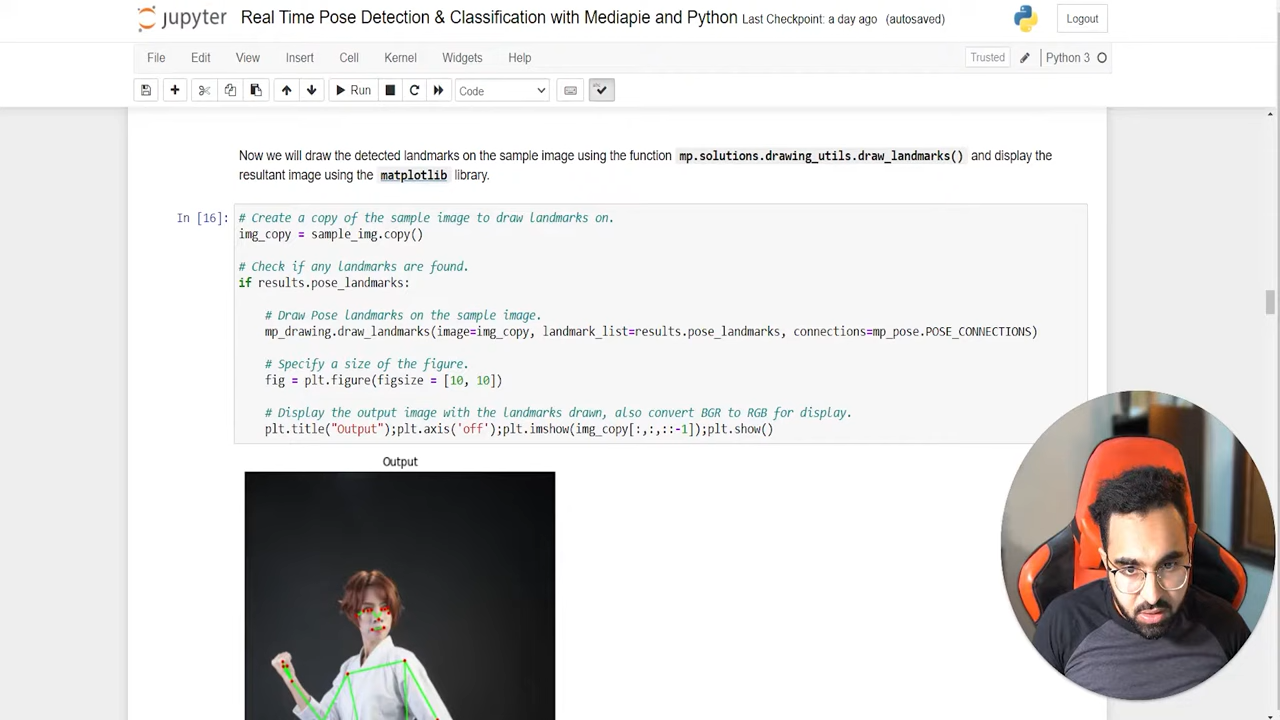 jupyter Real Time Pose Detection & Classification with Mediapie and Python Last Checkpoint: a day ago (autosaved) Logout
File Edit View Insert Cell Kernel Widgets Help Trusted Python 3
Run Code
Now we will draw the detected landmarks on the sample image using the function mp.solutions.drawing_utils.draw_landmarks() and display the
resultant image using the matplotlib library.
In [16]: # Create a copy of the sample image to draw landmarks on.
img_copy = sample_img.copy()
# Check if any landmarks are found.
if results.pose_landmarks:
# Draw Pose landmarks on the sample image.
mp_drawing.draw_landmarks(image=img_copy, landmark_list=results.pose_landmarks, connections=mp_pose.POSE_CONNECTIONS)
# Specify a size of the figure.
fig = plt.figure(figsize = [10, 10])
# Display the output image with the landmarks drawn, also convert BGR to RGB for display.
plt.title("Output");plt.axis('off');plt.imshow(img_copy[:,:,::-1]);plt.show()
Output